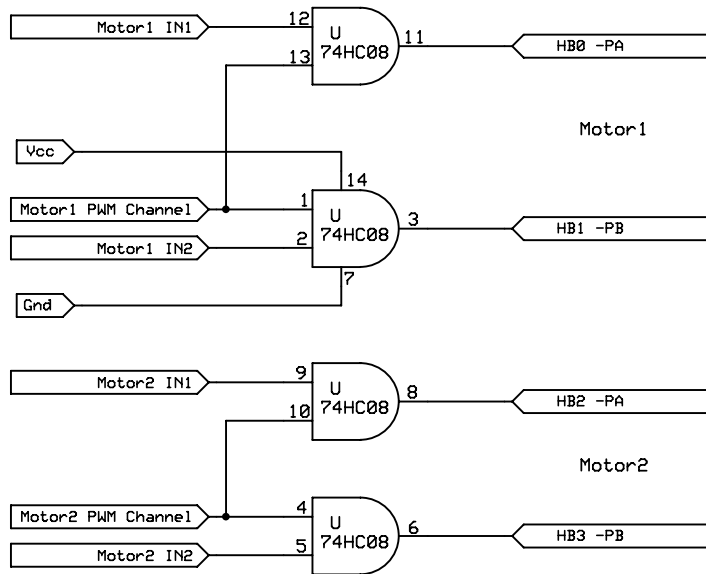 Motor1 IN1
12
13
U
74HC08
11
HB0 -PA
Motor1
Vcc
14
Motor1 PWM Channel
1
Motor1 IN2
2
U
74HC08
3
HB1 -PB
7
Gnd
Motor2 IN1
9
10
U
74HC08
8
HB2 -PA
Motor2
Motor2 PWM Channel
4
Motor2 IN2
5
U
74HC08
6
HB3 -PB